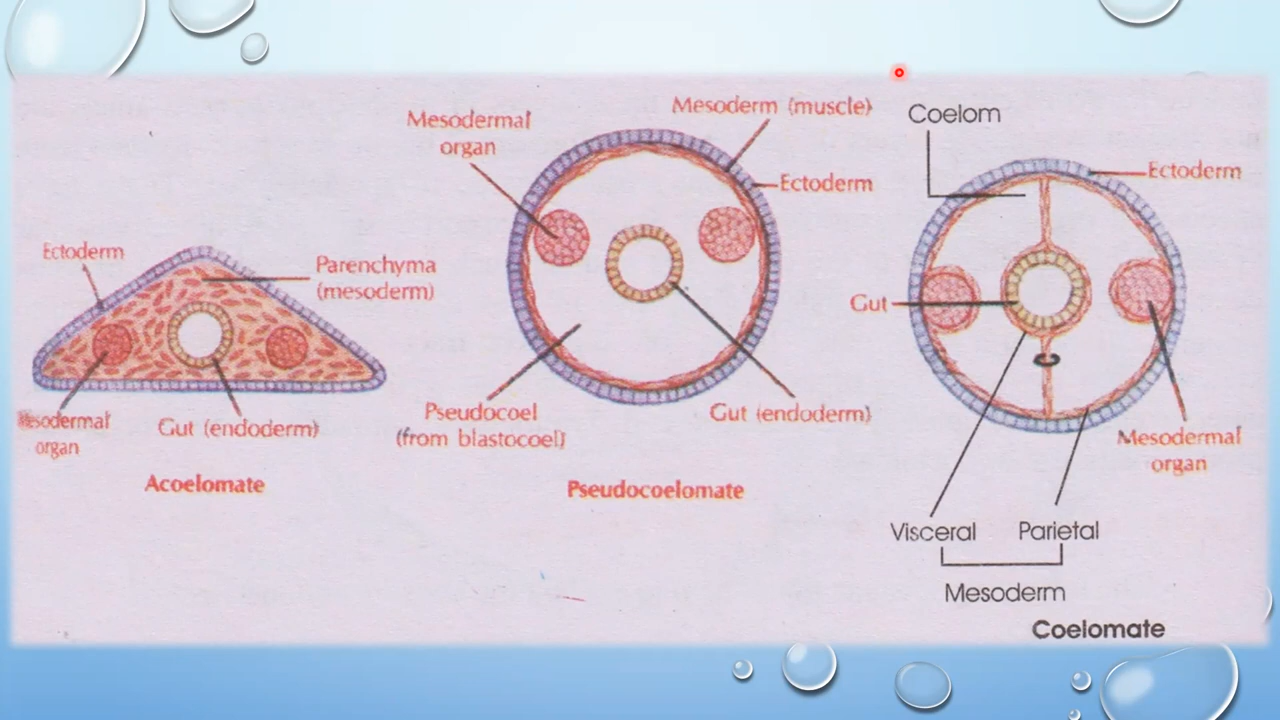 Ectoderm
Parenchyma
(mesoderm)
Mesodermal
organ
Gut (endoderm)
Acoelomate
Mesodermal
organ
Mesoderm (muscle)
Ectoderm
Pseudocoel
(from blastocoel)
Gut (endoderm)
Pseudocoelomate
Coelom
Ectoderm
Gut
Mesodermal
organ
Visceral Parietal
Mesoderm
Coelomate